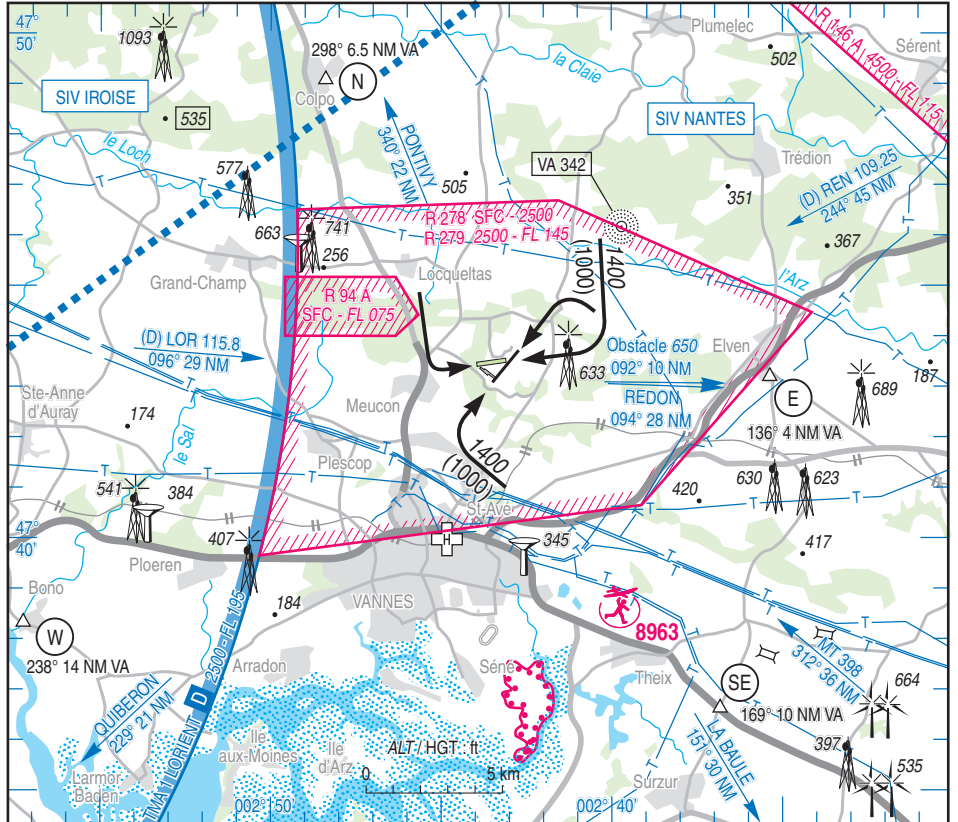 47°
50'
1093
298° 6.5 NM VA
N
Colpo
Plumelec
502
R 146 A 4500 - FL 115
Sérent
la Claie
SIV IROISE
SIV NANTES
535
le Loch
PONTIVY
340° 22 NM
577
505
VA 342
Trédion
351
(D) REN 109.25
244° 45 NM
R 278 SFC - 2500
R 279 2500 - FL 145
663
741
256
367
Grand-Champ
Locqueltas
1400
(1000)
l'Arz
R 94 A
SFC - FL 075
(D) LOR 115.8
096° 29 NM
633
Obstacle 650
092° 10 NM
REDON
094° 28 NM
Elven
E
136° 4 NM VA
689
187
Ste-Anne
d'Auray
174
le Sal
Meucon
Plescop
1400
(1000)
St-Ave
541
384
630
623
420
47°
40'
407
Ploeren
H
345
417
Bono
W
238° 14 NM VA
184
VANNES
8963
MT 398
312° 36 NM
Arradon
Séné
Theix
SE
169° 10 NM VA
664
QUIBERON
229° 21 NM
TMA 1 LORIENT D 2500 - FL 195
Ile
aux-Moines
Ile
d'Arz
ALT / HGT : ft
0
5 km
LA BAULE
151° 30 NM
397
535
Larmor
Baden
Surzur
002° 50'
002° 40'